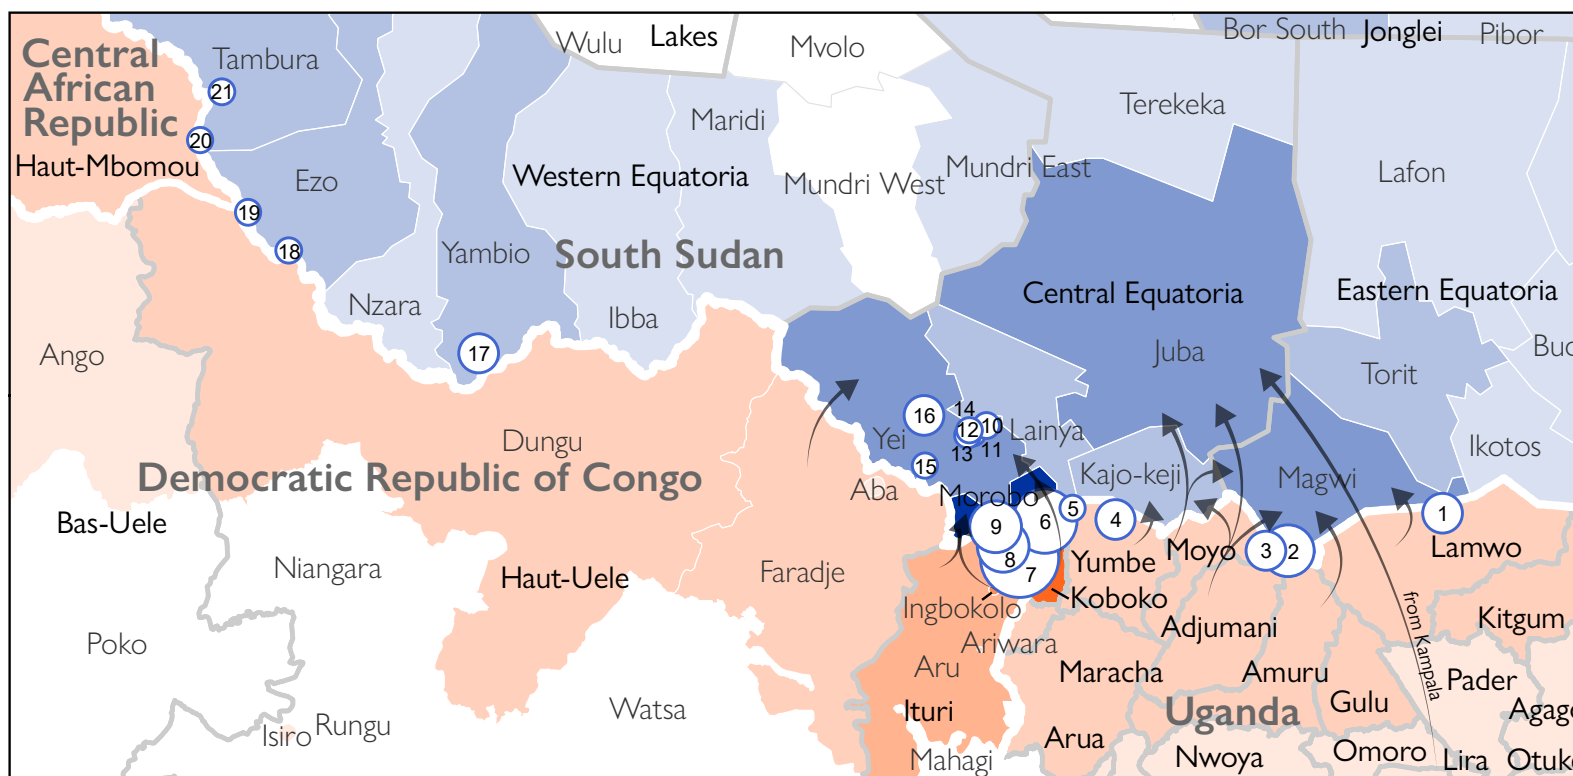 Central
African
Republic
Haut-Mbomou
Tambura
21
20
Ezo
19
18
Wulu
Lakes
Mvolo
Bor South
Jonglei
Pibor
Maridi
Terekeka
Western Equatoria
Mundri West
Mundri East
Lafon
South Sudan
Yambio
Nzara
Ibba
17
Central Equatoria
Eastern Equatoria
Juba
Torit
Buc
Ango
Dungu
Democratic Republic of Congo
Bas-Uele
Niangara
Haut-Uele
Poko
Isiro
Rungu
Watsa
Faradje
Aba
Yei
16
15
14
12
10
13
11
Lainya
Kajo-keji
Magwi
Ikotos
Morobo
9
6
5
4
8
7
3
2
1
Yumbe
Moyo
Lamwo
Koboko
Ingbokolo
Ariwara
Aru
Ituri
Mahagi
Adjumani
Maracha
Amuru
Arua
Uganda
Gulu
Kitgum
Pader
Agago
from Kampala
Nwoya
Omoro
Lira
Otuke